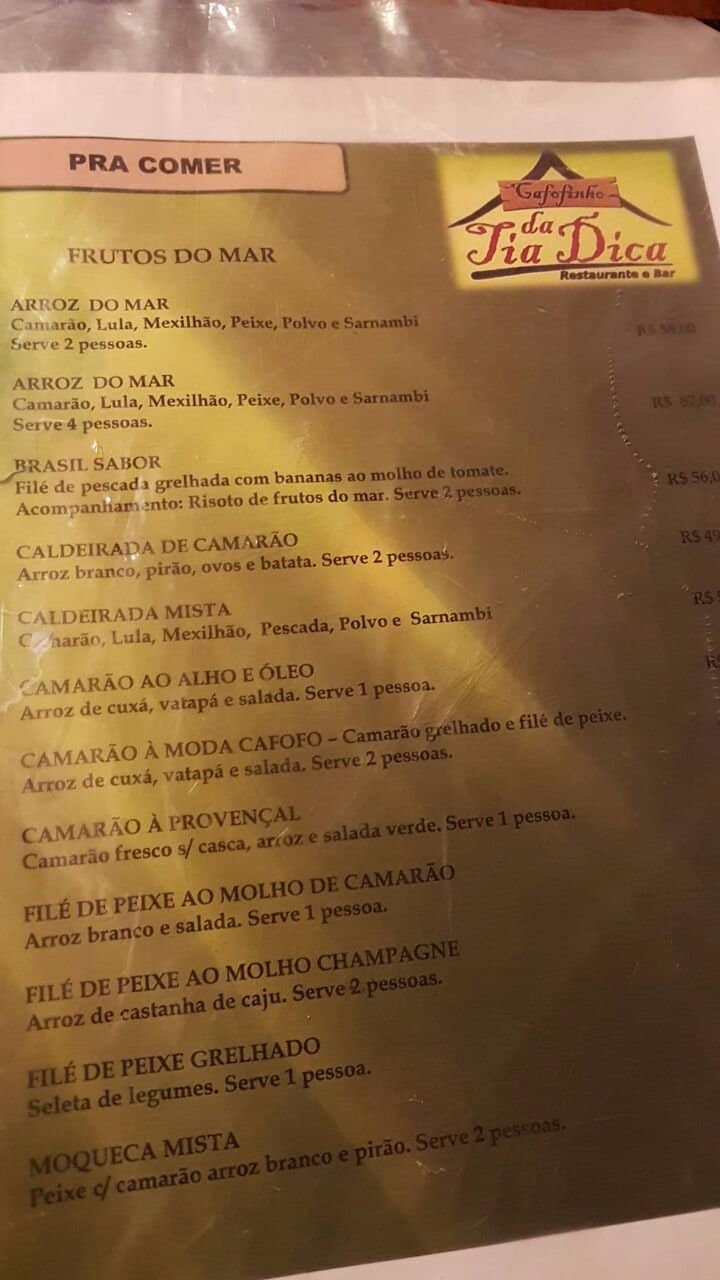 PRA COMER
Cafofinho
da
Tia Dica
Restaurante e Bar
FRUTOS DO MAR
ARROZ DO MAR
Camarão, Lula, Mexilhão, Peixe, Polvo e Sarnambi
Serve 2 pessoas.
R$
ARROZ DO MAR
Camarão, Lula, Mexilhão, Peixe, Polvo e Sarnambi
Serve 4 pessoas.
R$
BRASIL SABOR
Filé de pescada grelhada com bananas ao molho de tomate.
Acompanhamento: Risoto de frutos do mar. Serve 2 pessoas.
R$ 56,0
CALDEIRADA DE CAMARÃO
Arroz branco, pirão, ovos e batata. Serve 2 pessoas.
R$ 49
CALDEIRADA MISTA
Camarão, Lula, Mexilhão, Pescada, Polvo e Sarnambi
R$
CAMARÃO AO ALHO E ÓLEO
Arroz de cuxá, vatapá e salada. Serve 1 pessoa.
CAMARÃO À MODA CAFOFO – Camarão grelhado e filé de peixe.
Arroz de cuxá, vatapá e salada. Serve 2 pessoas.
CAMARÃO À PROVENÇAL
Camarão fresco s/ casca, arroz e salada verde. Serve 1 pessoa.
FILÉ DE PEIXE AO MOLHO DE CAMARÃO
Arroz branco e salada. Serve 1 pessoa.
FILÉ DE PEIXE AO MOLHO CHAMPAGNE
Arroz de castanha de caju. Serve 2 pessoas.
FILÉ DE PEIXE GRELHADO
Seleta de legumes. Serve 1 pessoa.
MOQUECA MISTA
Peixe c/ camarão arroz branco e pirão. Serve 2 pessoas.